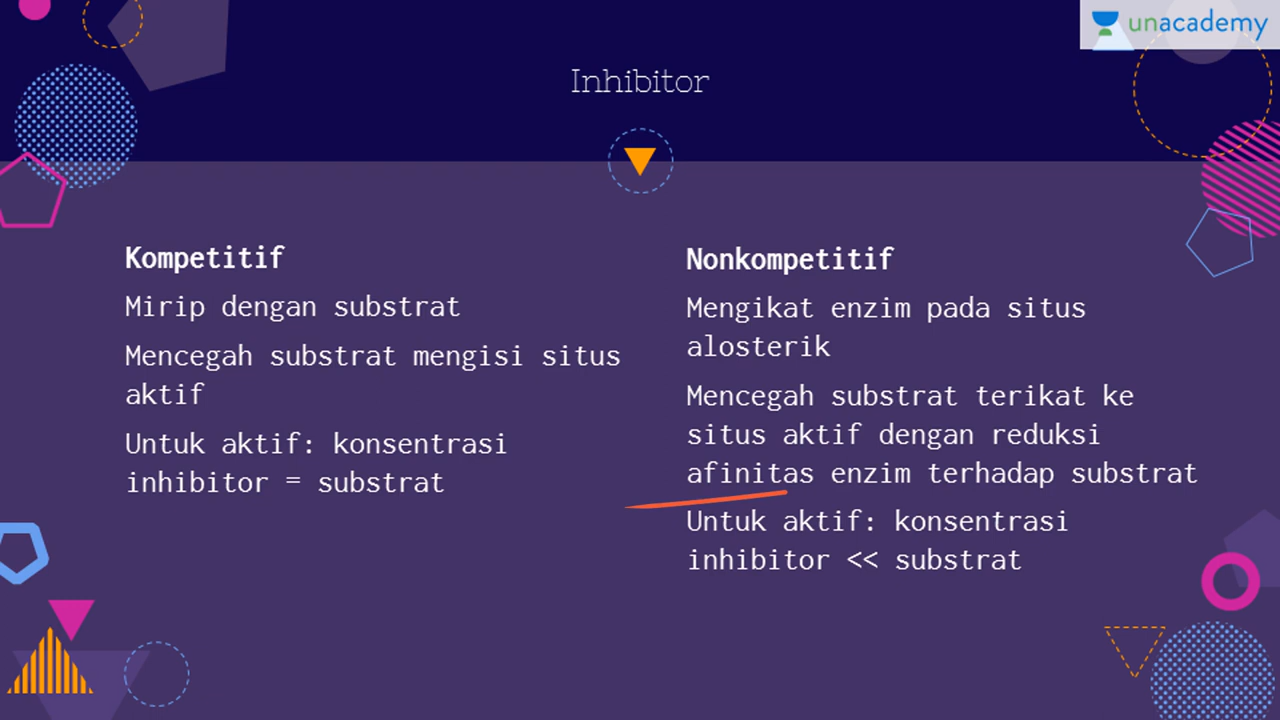 unacademy
Inhibitor
Kompetitif
Mirip dengan substrat
Mencegah substrat mengisi situs
aktif
Untuk aktif: konsentrasi
inhibitor = substrat
Nonkompetitif
Mengikat enzim pada situs
alosterik
Mencegah substrat terikat ke
situs aktif dengan reduksi
afinitas enzim terhadap substrat
Untuk aktif: konsentrasi
inhibitor << substrat